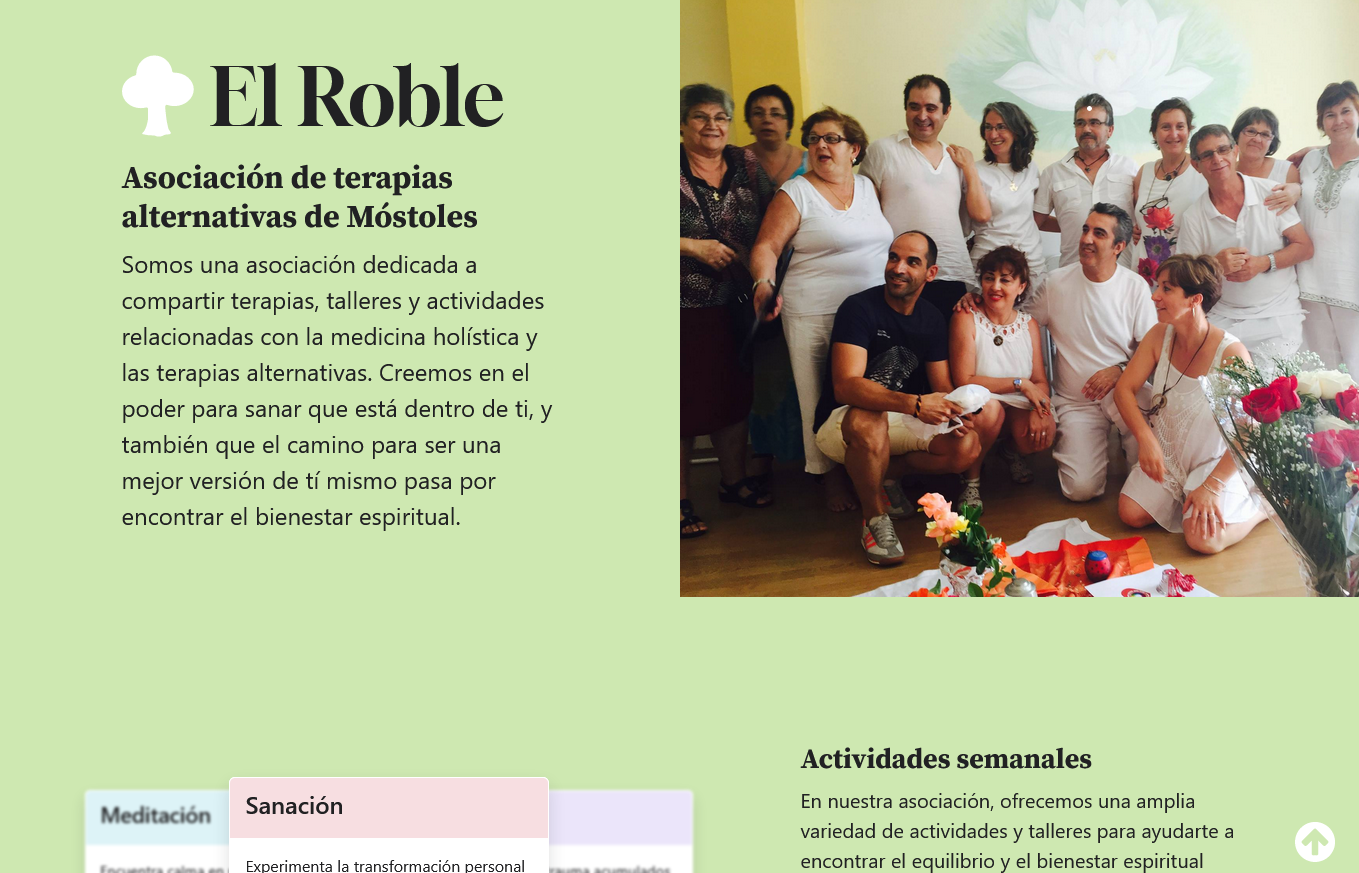 El Roble
Asociación de terapias
alternativas de Móstoles
Somos una asociación dedicada a
compartir terapias, talleres y actividades
relacionadas con la medicina holística y
las terapias alternativas. Creemos en el
poder para sanar que está dentro de ti, y
también que el camino para ser una
mejor versión de tí mismo pasa por
encontrar el bienestar espiritual.
Meditación
Encuentra calma en
Sanación
Experimenta la transformación personal
trauma acumulados
Actividades semanales
En nuestra asociación, ofrecemos una amplia
variedad de actividades y talleres para ayudarte a
encontrar el equilibrio y el bienestar espiritual